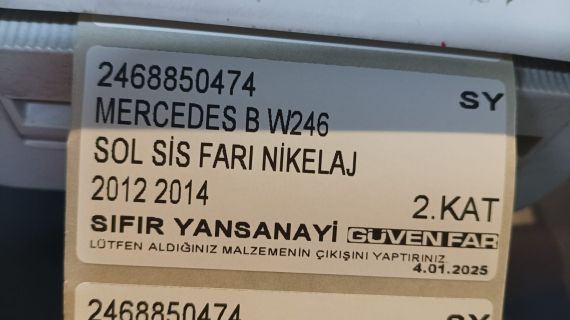 2468850474 SY
MERCEDES B W246
SOL SİS FARI NİKELAJ
2012 2014 2.KAT
SIFIR YANSANAYİ GÜVEN FAR
LÜTFEN ALDIĞINIZ MALZEMENİN ÇIKIŞINI YAPTIRINIZ.
4.01.2025
2468850474 SY